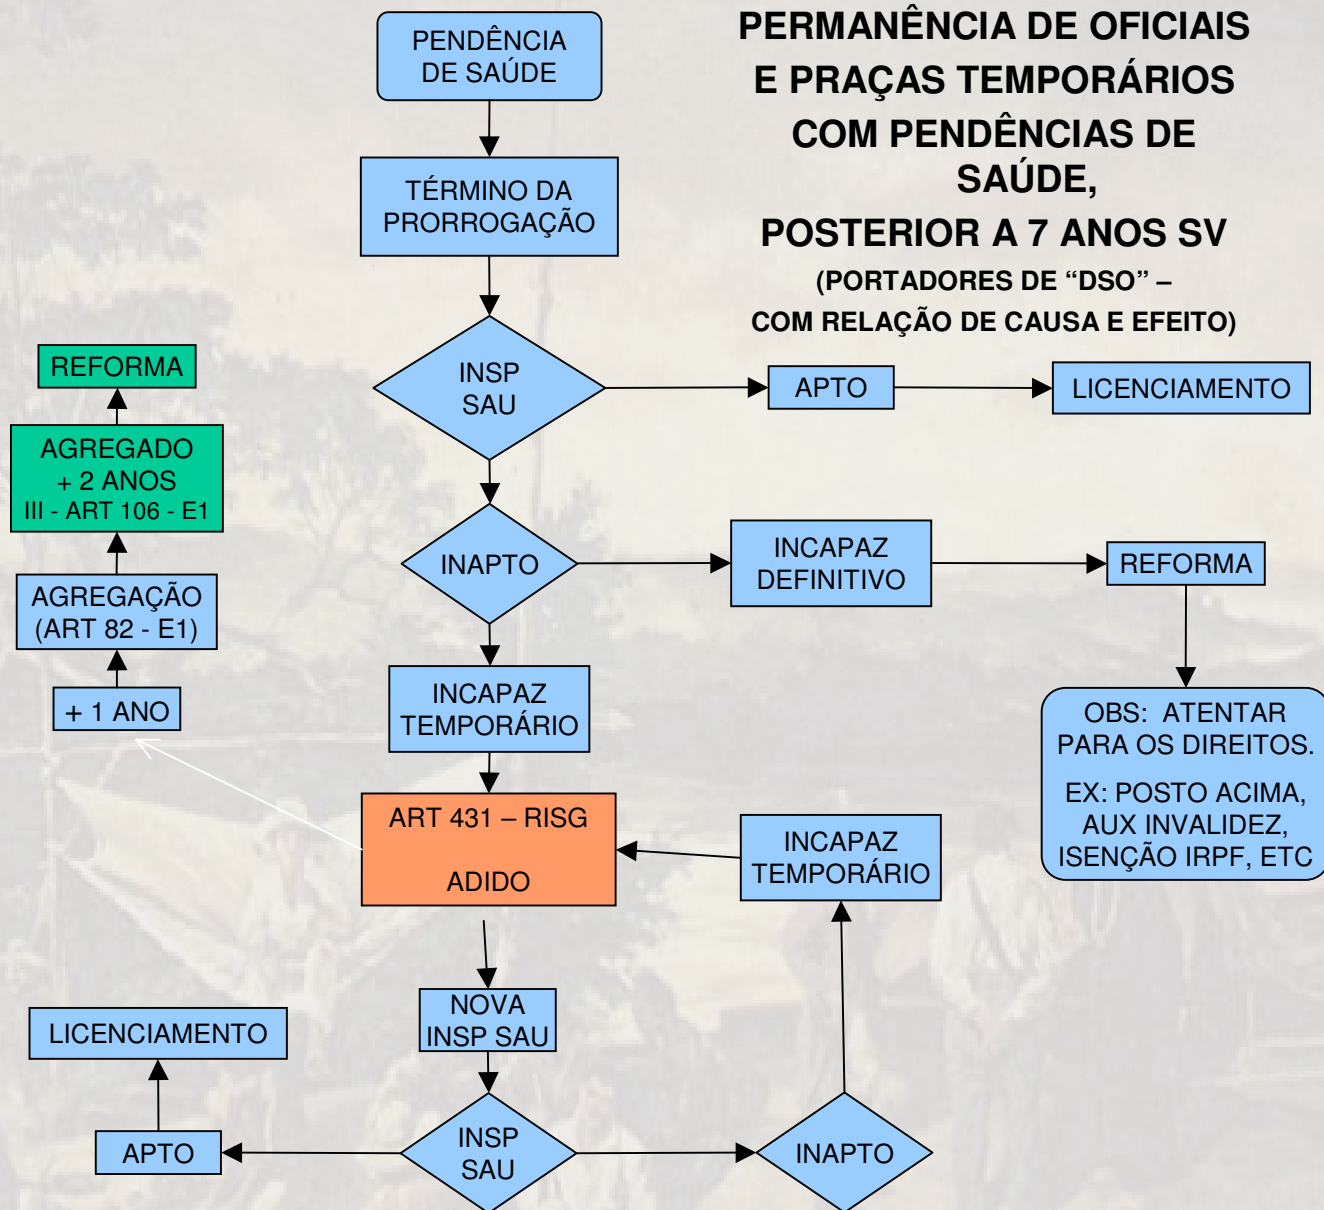 PERMANÊNCIA DE OFICIAIS
E PRAÇAS TEMPORÁRIOS
COM PENDÊNCIAS DE
SAÚDE,
POSTERIOR A 7 ANOS SV
(PORTADORES DE “DSO” –
COM RELAÇÃO DE CAUSA E EFEITO)
PENDÊNCIA
DE SAÚDE
TÉRMINO DA
PRORROGAÇÃO
INSP
SAU
APTO
LICENCIAMENTO
INAPTO
INCAPAZ
DEFINITIVO
REFORMA
OBS: ATENTAR
PARA OS DIREITOS.
EX: POSTO ACIMA,
AUX INVALIDEZ,
ISENÇÃO IRPF, ETC
INCAPAZ
TEMPORÁRIO
ART 431 – RISG
ADIDO
REFORMA
AGREGADO
+ 2 ANOS
III - ART 106 - E1
AGREGAÇÃO
(ART 82 - E1)
+ 1 ANO
NOVA
INSP SAU
INSP
SAU
APTO
LICENCIAMENTO
INAPTO
INCAPAZ
TEMPORÁRIO